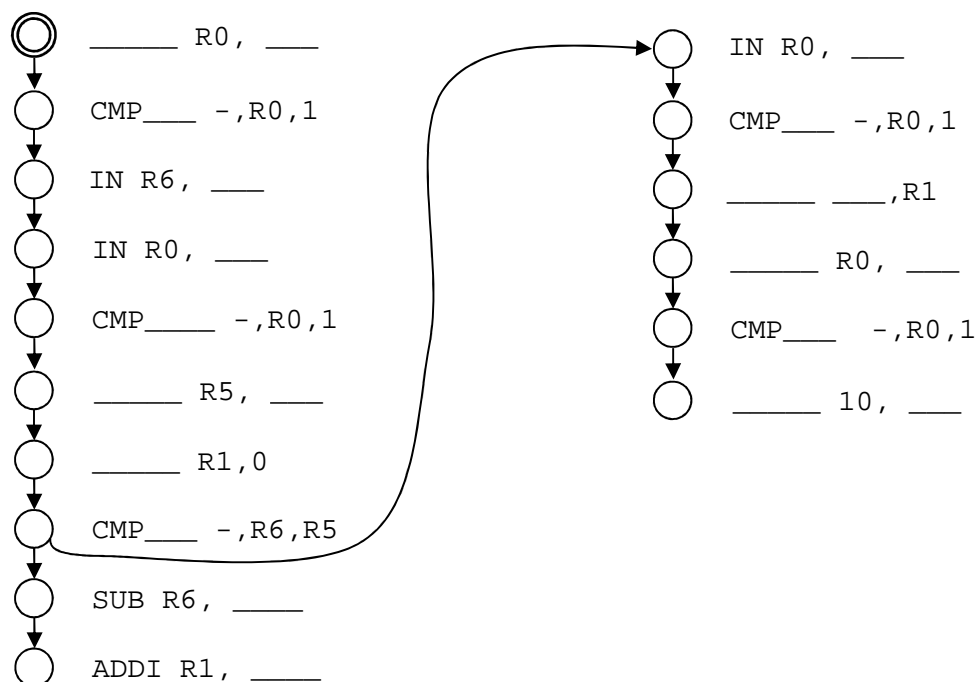 _____ R0, ___
CMP___ -,R0,1
IN R6, ___
IN R0, ___
CMP____ -,R0,1
_____ R5, ___
_____ R1,0
CMP___ -,R6,R5
SUB R6, ____
ADDI R1, ____
IN R0, ___
CMP___ -,R0,1
_____ ___,R1
_____ R0, ___
CMP___ -,R0,1
_____ 10, ___